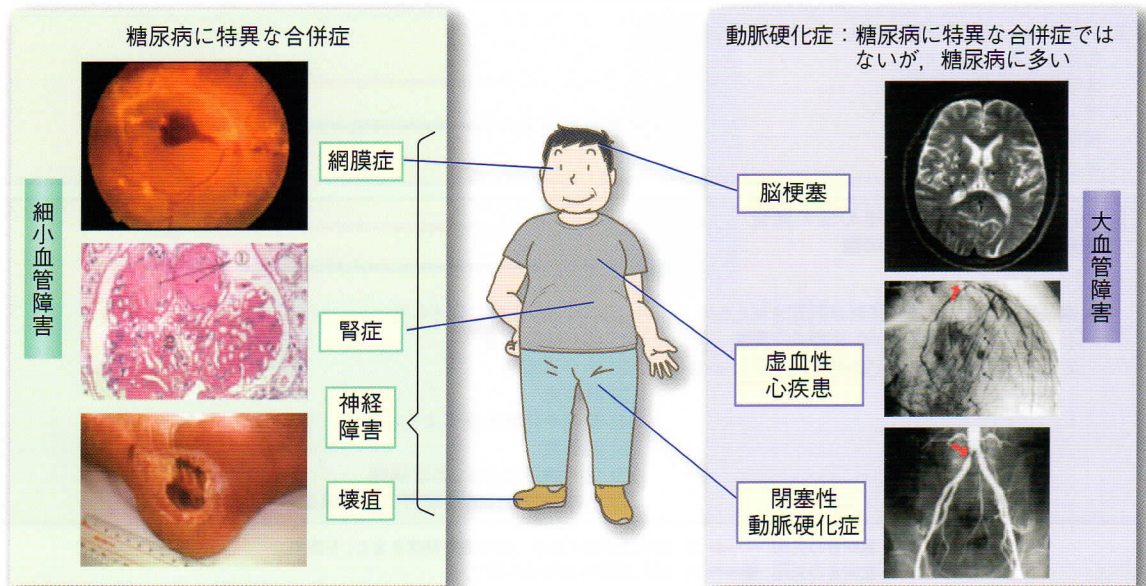 糖尿病に特異な合併症
細小血管障害
網膜症
①
②
腎症
神経
障害
壊疽
動脈硬化症：糖尿病に特異な合併症では
ないが，糖尿病に多い
脳梗塞
大血管障害
虚血性
心疾患
閉塞性
動脈硬化症